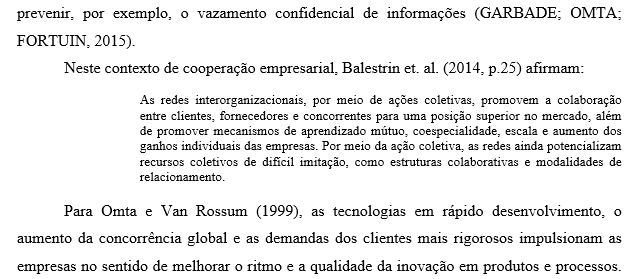 prevenir, por exemplo, o vazamento confidencial de informações (GARBADE; OMTA;
FORTUIN, 2015).
Neste contexto de cooperação empresarial, Balestrin et. al. (2014, p.25) afirmam:
As redes interorganizacionais, por meio de ações coletivas, promovem a colaboração
entre clientes, fornecedores e concorrentes para uma posição superior no mercado, além
de promover mecanismos de aprendizado mútuo, coespecialidade, escala e aumento dos
ganhos individuais das empresas. Por meio da ação coletiva, as redes ainda potencializam
recursos coletivos de difícil imitação, como estruturas colaborativas e modalidades de
relacionamento.
Para Omta e Van Rossum (1999), as tecnologias em rápido desenvolvimento, o
aumento da concorrência global e as demandas dos clientes mais rigorosos impulsionam as
empresas no sentido de melhorar o ritmo e a qualidade da inovação em produtos e processos.